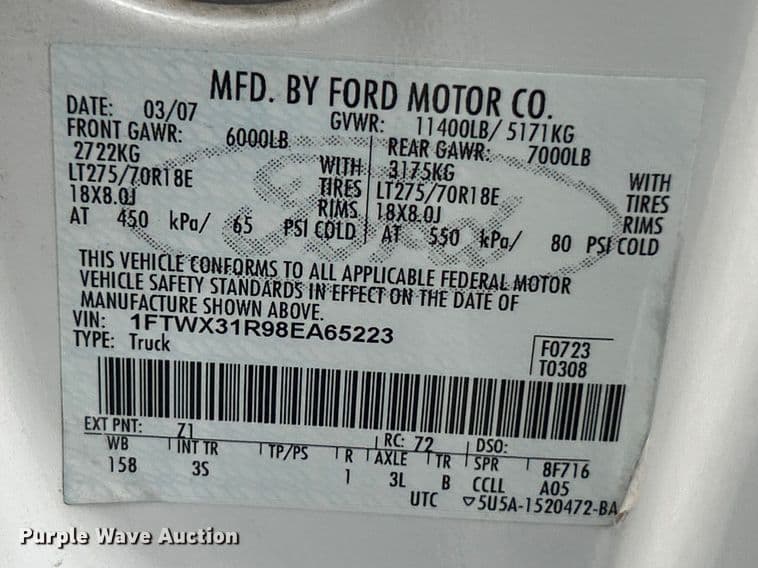 MFD. BY FORD MOTOR CO.
DATE: 03/07 GVWR: 11400LB/ 5171KG
FRONT GAWR: 6000LB REAR GAWR: 7000LB
2722KG WITH 3175KG WITH
LT275/70R18E TIRES LT275/70R18E TIRES
18X8.0J RIMS 18X8.0J RIMS
AT 450 kPa/ 65 PSI COLD AT 550 kPa/ 80 PSI COLD
Ford
THIS VEHICLE CONFORMS TO ALL APPLICABLE FEDERAL MOTOR
VEHICLE SAFETY STANDARDS IN EFFECT ON THE DATE OF
MANUFACTURE SHOWN ABOVE.
VIN: 1FTWX31R98EA65223
TYPE: Truck
F0723
T0308
EXT PNT: Z1 RC: 72 DSO:
WB INT TR TP/PS R AXLE TR SPR 8F716
158 3S 1 3L B CCLL A05
UTC ▽5U5A-1520472-BA
Purple Wave Auction